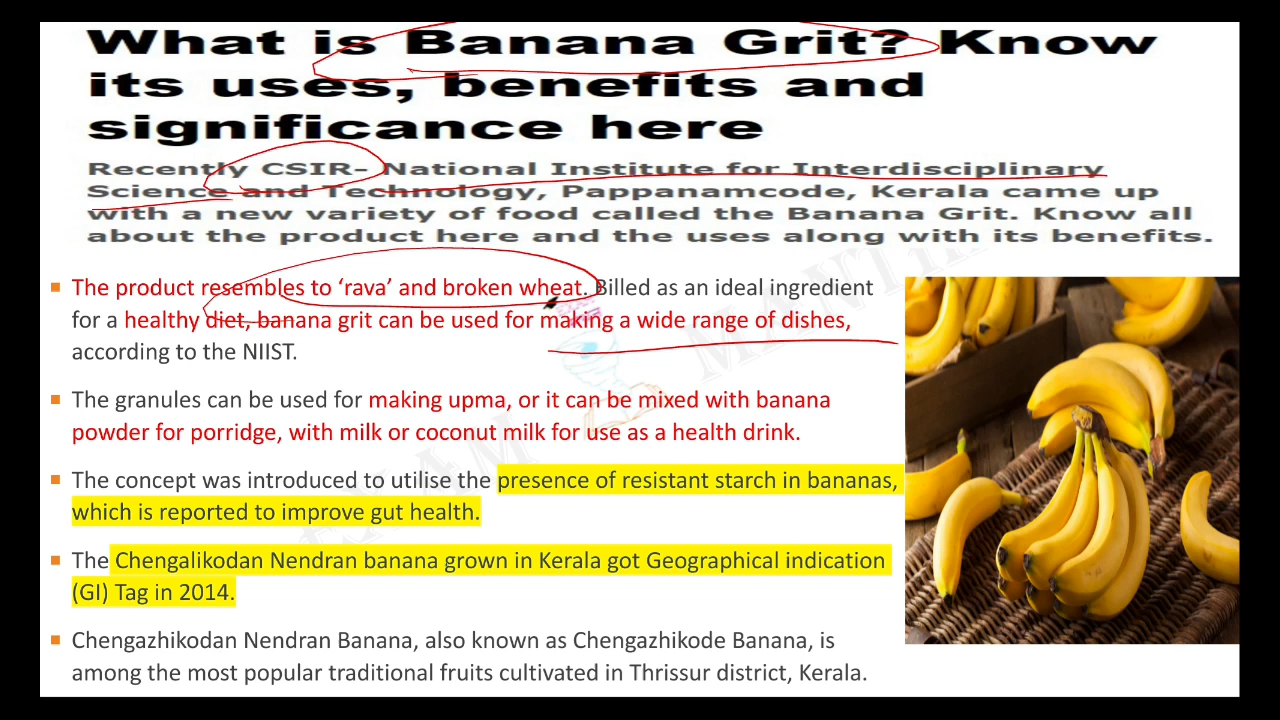 What is Banana Grit? Know
its uses, benefits and
significance here
Recently CSIR- National Institute for Interdisciplinary
Science and Technology, Pappanamcode, Kerala came up
with a new variety of food called the Banana Grit. Know all
about the product here and the uses along with its benefits.
The product resembles to ‘rava’ and broken wheat. Billed as an ideal ingredient
for a healthy diet, banana grit can be used for making a wide range of dishes,
according to the NIIST.
The granules can be used for making upma, or it can be mixed with banana
powder for porridge, with milk or coconut milk for use as a health drink.
The concept was introduced to utilise the presence of resistant starch in bananas,
which is reported to improve gut health.
The Chengalikodan Nendran banana grown in Kerala got Geographical indication
(GI) Tag in 2014.
Chengazhikodan Nendran Banana, also known as Chengazhikode Banana, is
among the most popular traditional fruits cultivated in Thrissur district, Kerala.